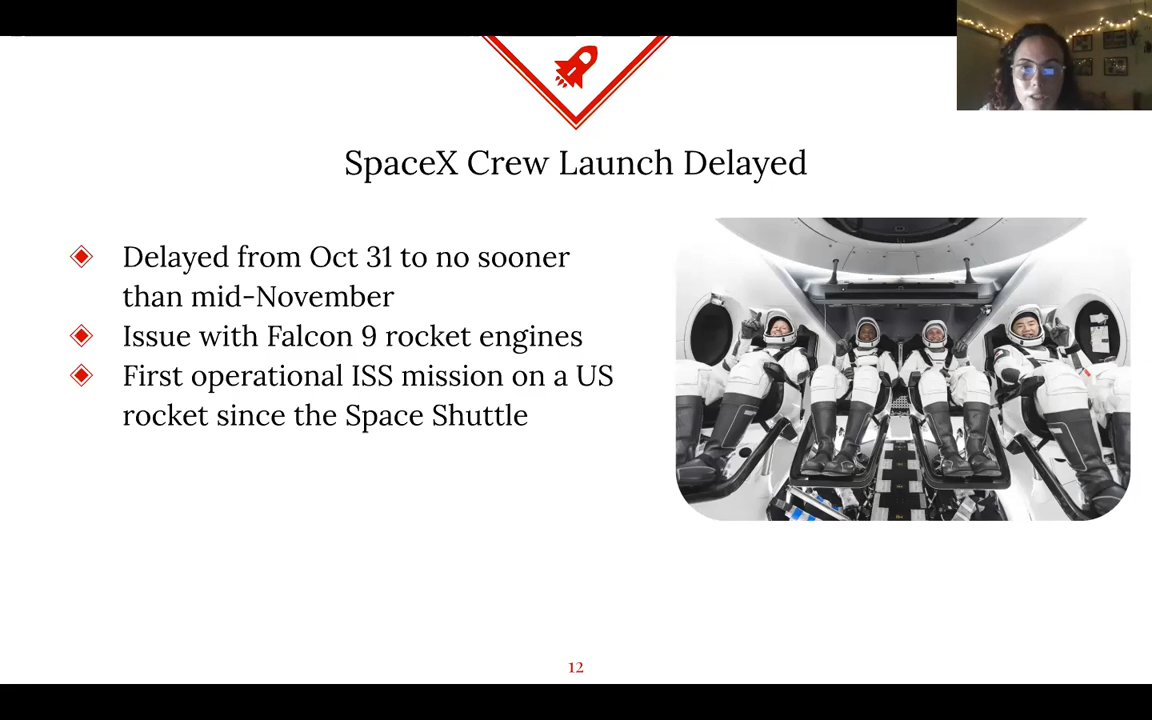 SpaceX Crew Launch Delayed
Delayed from Oct 31 to no sooner
than mid-November
Issue with Falcon 9 rocket engines
First operational ISS mission on a US
rocket since the Space Shuttle
12